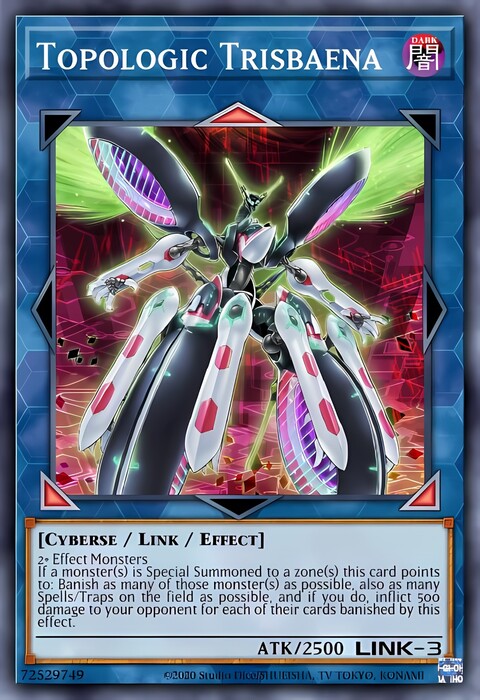 TOPOLOGIC TRISBAENA
DARK
闇
[CYBERSE / LINK / EFFECT]
2+ Effect Monsters
If a monster(s) is Special Summoned to a zone(s) this card points
to: Banish as many of those monster(s) as possible, also as many
Spells/Traps on the field as possible, and if you do, inflict 500
damage to your opponent for each of their cards banished by this
effect.
ATK/2500 LINK-3
72529749
©2020 Studio Dice/SHUEISHA, TV TOKYO, KONAMI